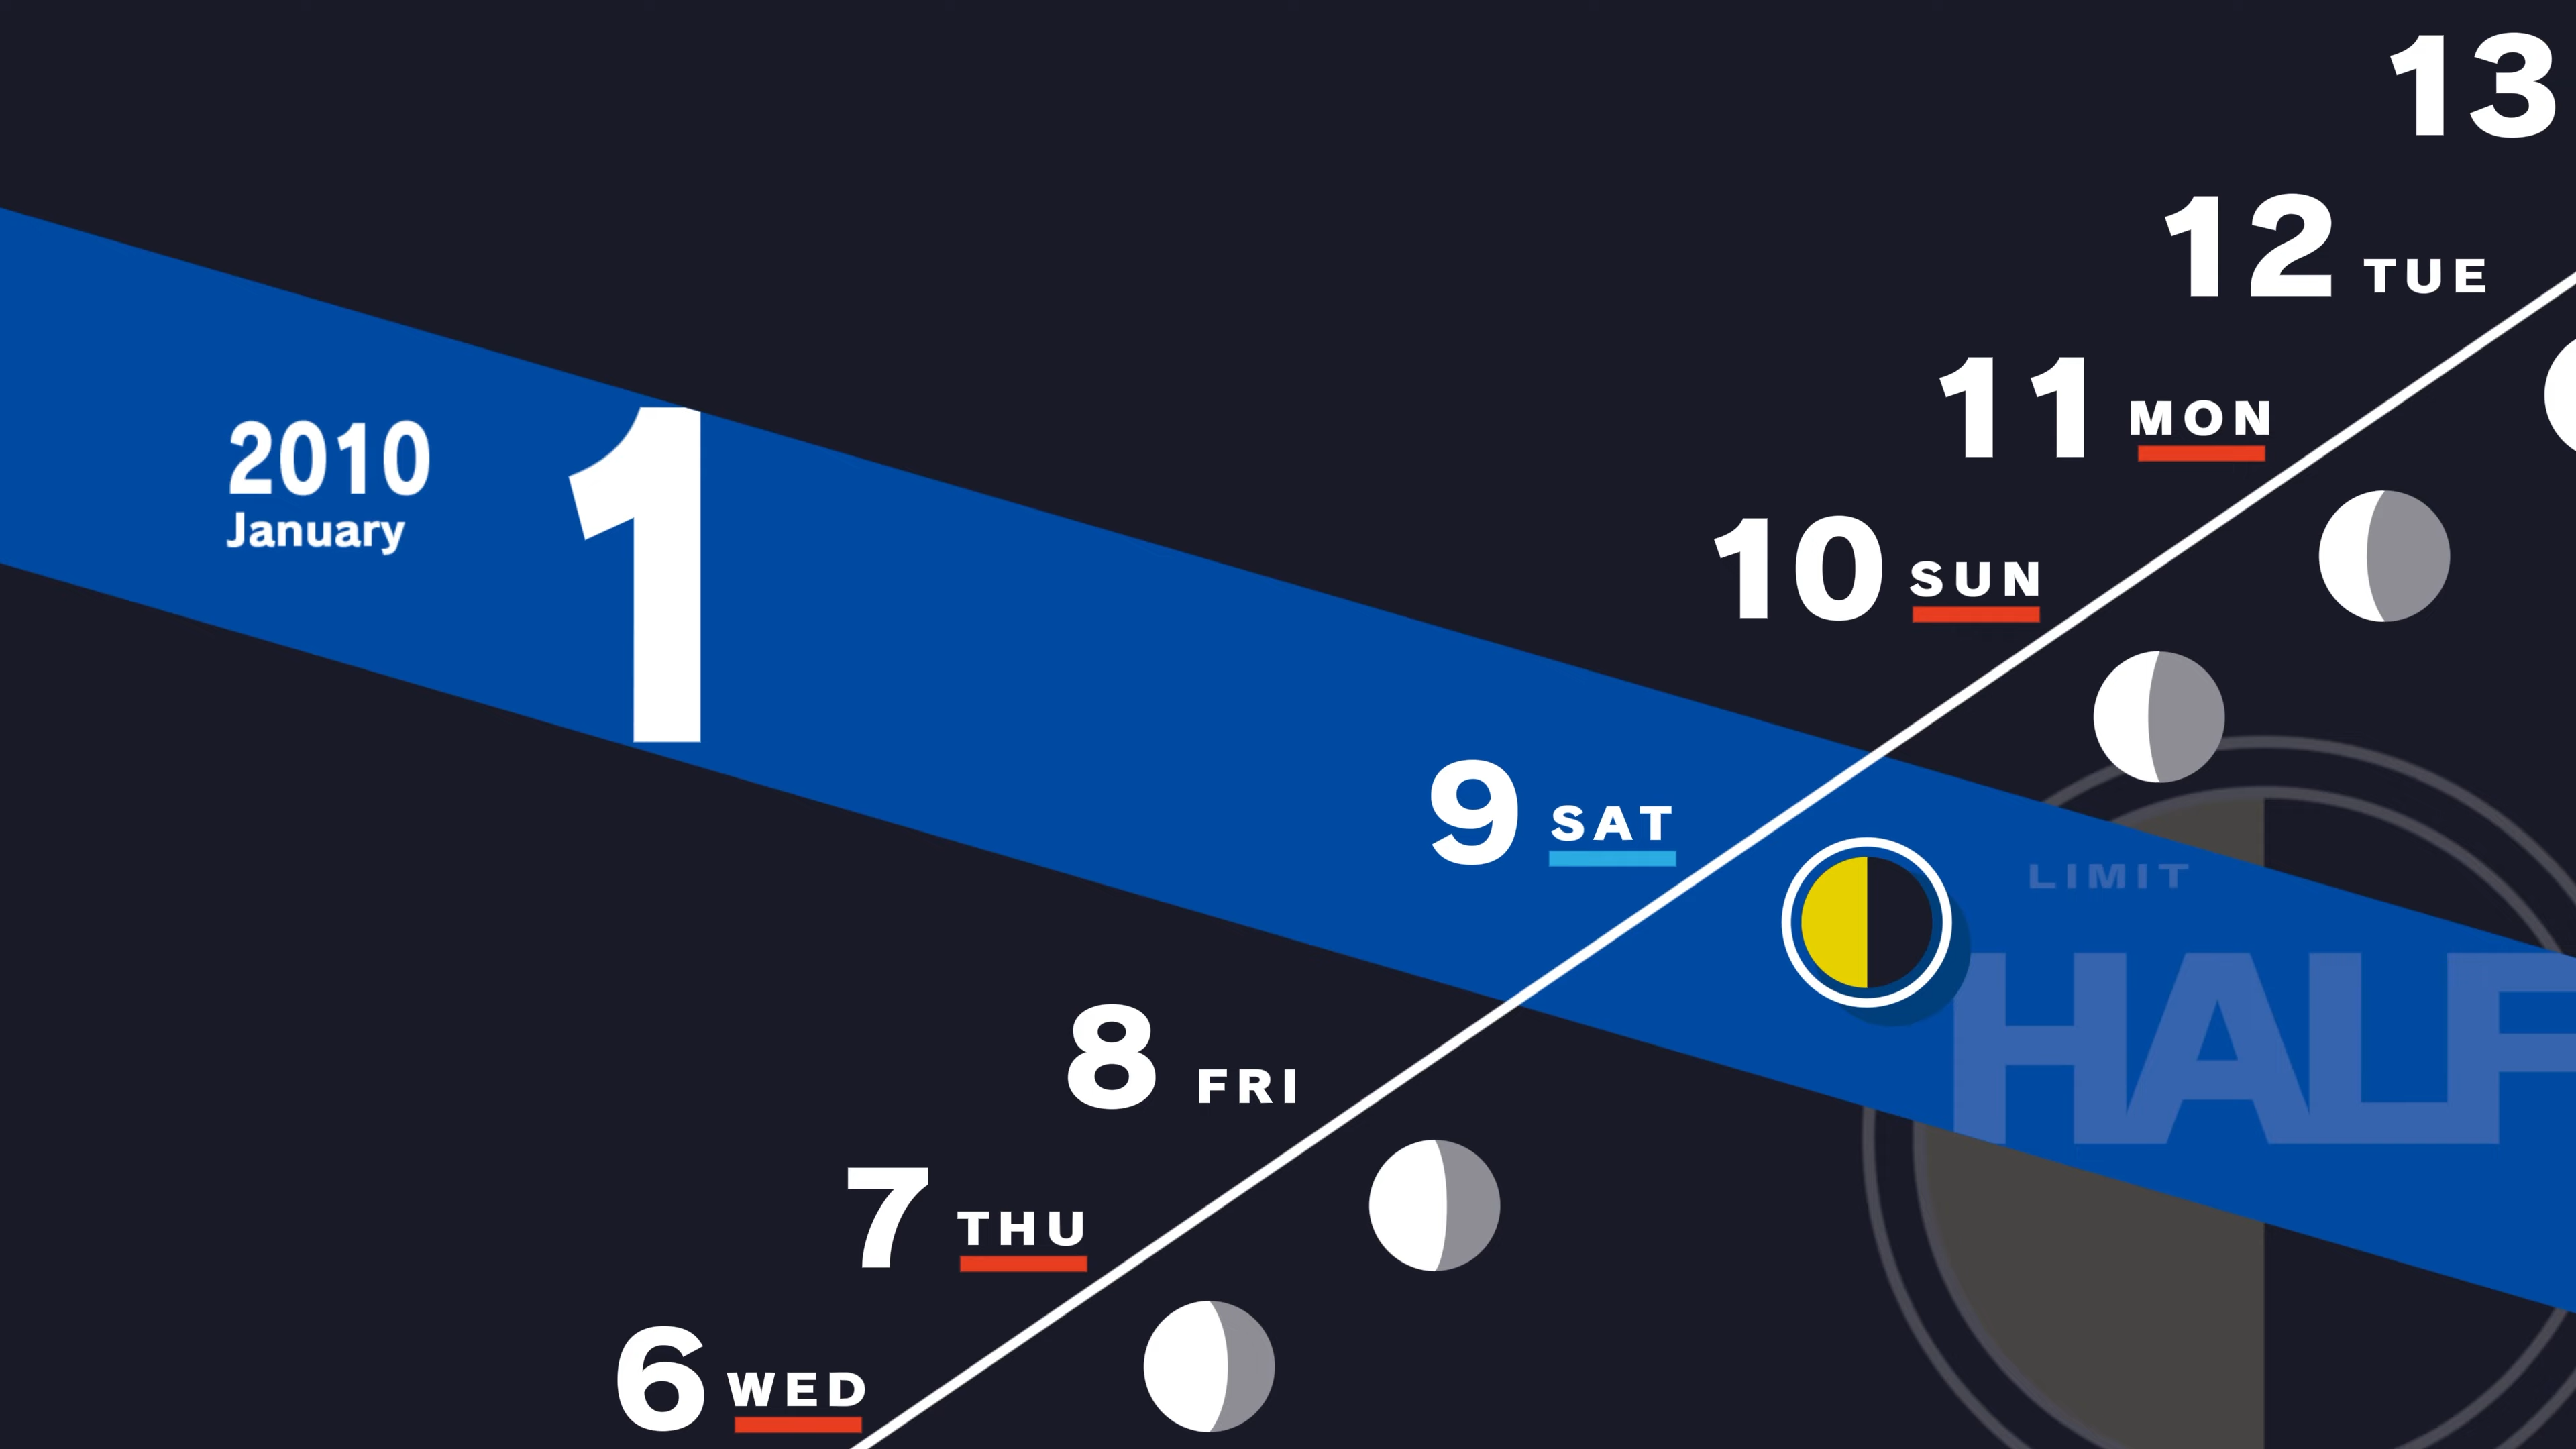 13
12 TUE
11 MON
10 SUN
2010
January
1
9 SAT
LIMIT
HALF
8 FRI
7 THU
6 WED